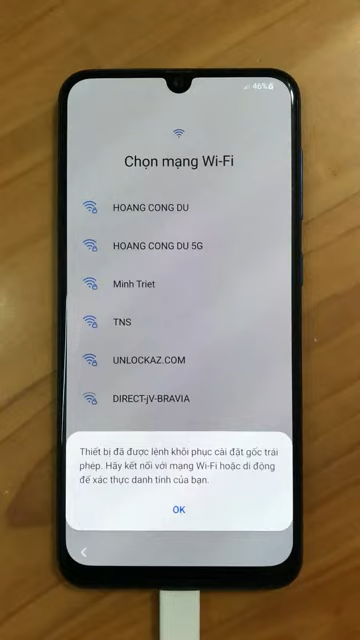 46%
Chọn mạng Wi-Fi
HOANG CONG DU
HOANG CONG DU 5G
Minh Triet
TNS
UNLOCKAZ.COM
DIRECT-jV-BRAVIA
Thiết bị đã được lệnh khôi phục cài đặt gốc trái
phép. Hãy kết nối với mạng Wi-Fi hoặc di động
để xác thực danh tính của bạn.
OK